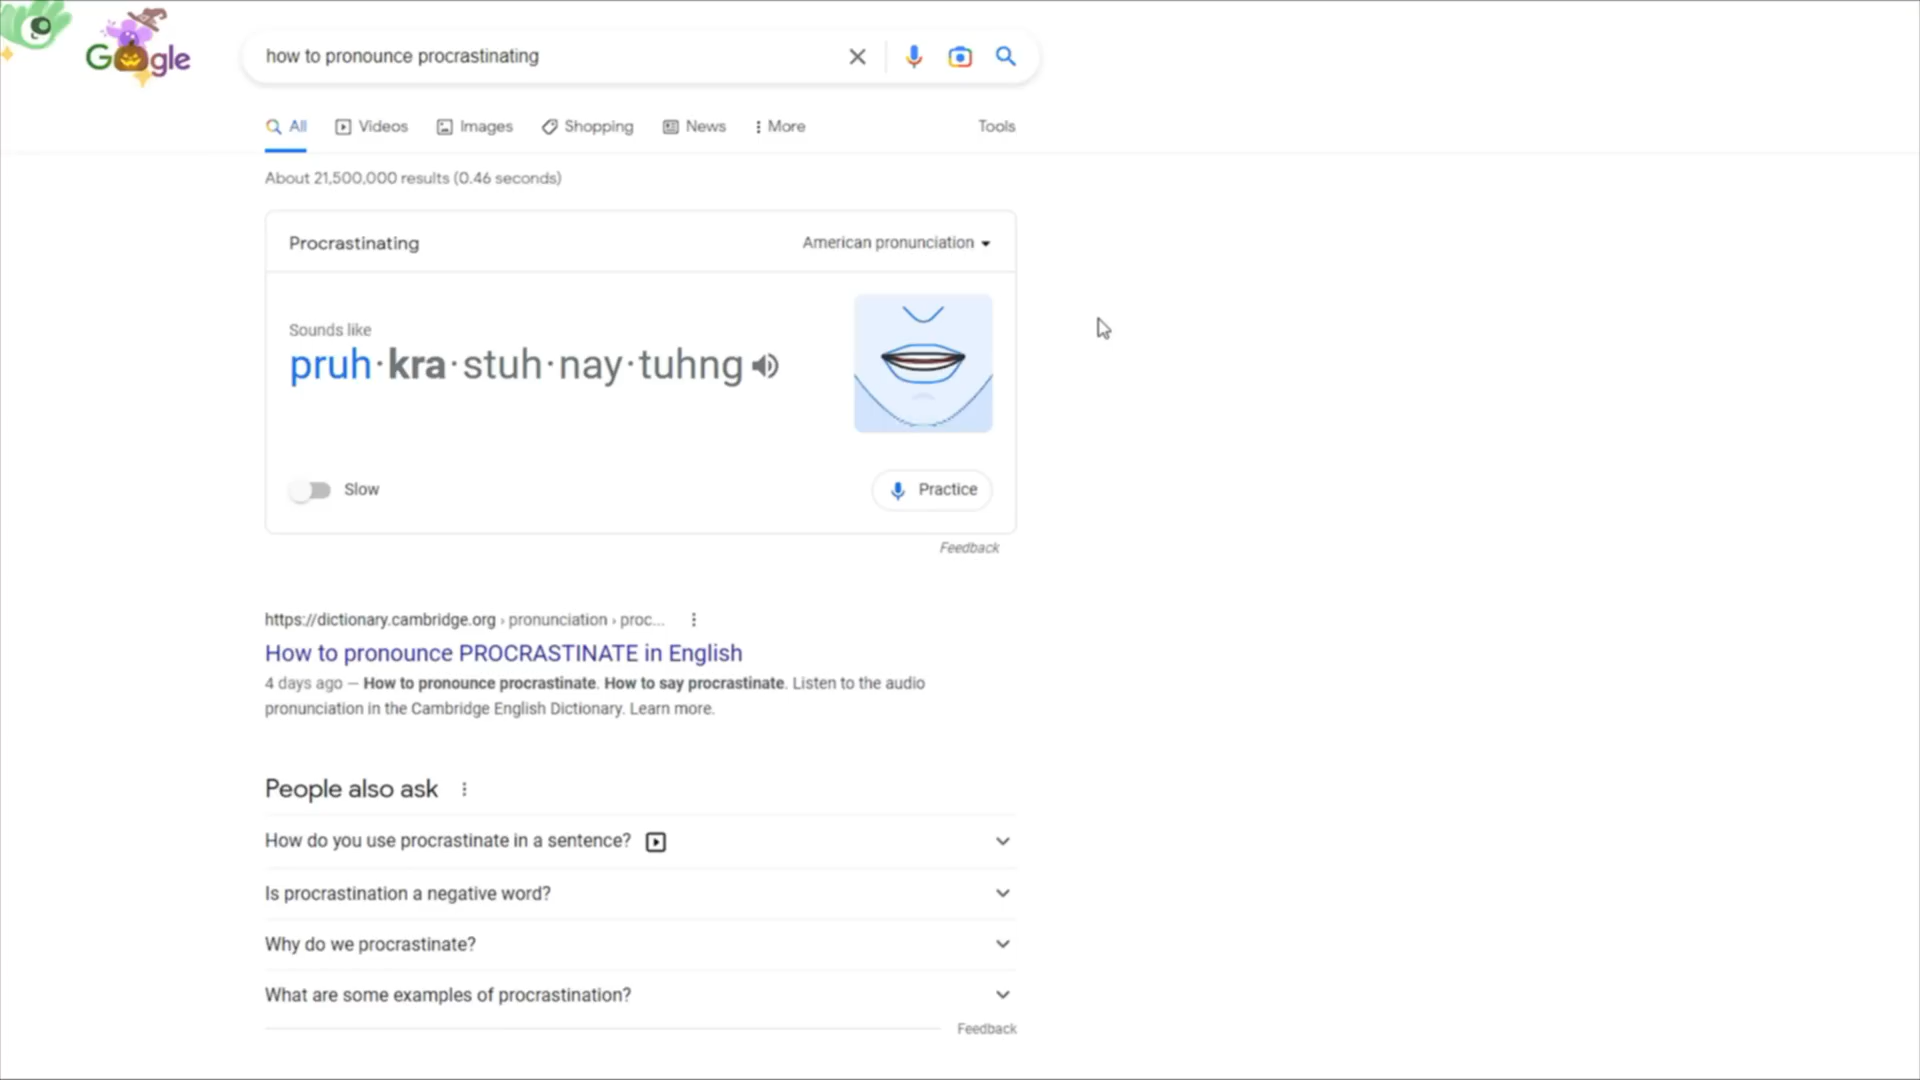 Google
how to pronounce procrastinating
All Videos Images Shopping News More Tools
About 21,500,000 results (0.46 seconds)
Procrastinating American pronunciation
Sounds like
pruh·kra·stuh·nay·tuhng
Slow Practice
Feedback
https://dictionary.cambridge.org › pronunciation › proc...
How to pronounce PROCRASTINATE in English
4 days ago — How to pronounce procrastinate. How to say procrastinate. Listen to the audio
pronunciation in the Cambridge English Dictionary. Learn more.
People also ask
How do you use procrastinate in a sentence?
Is procrastination a negative word?
Why do we procrastinate?
What are some examples of procrastination?
Feedback